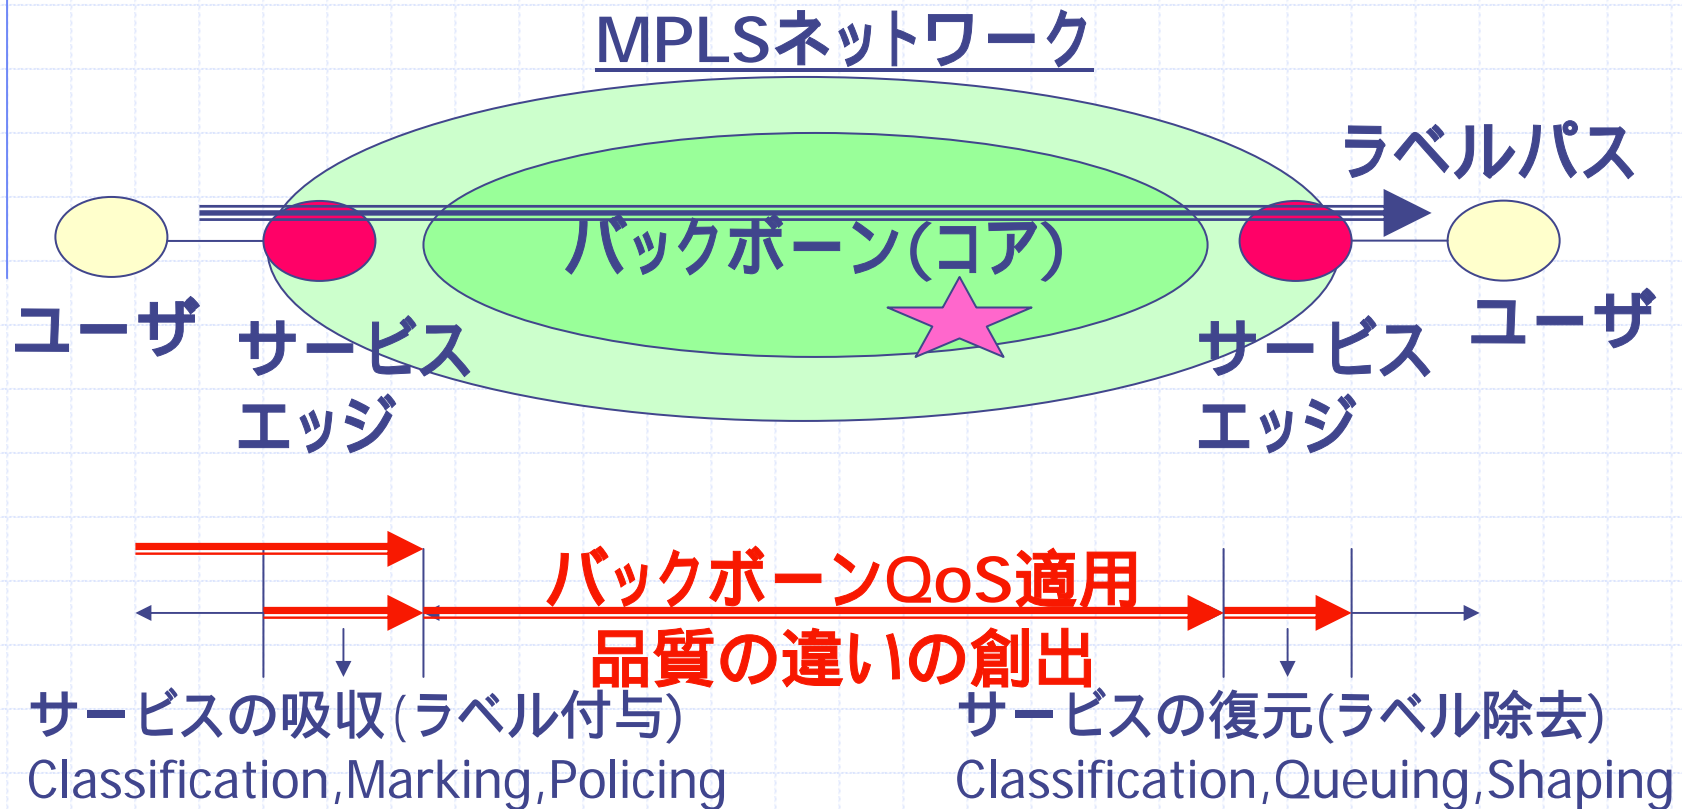 MPLSネットワーク
ラベルパス
バックボーン(コア)
ユーザ
サービス
エッジ
サービス
エッジ
ユーザ
バックボーンQoS適用
品質の違いの創出
サービスの吸収(ラベル付与)
Classification,Marking,Policing
サービスの復元(ラベル除去)
Classification,Queuing,Shaping